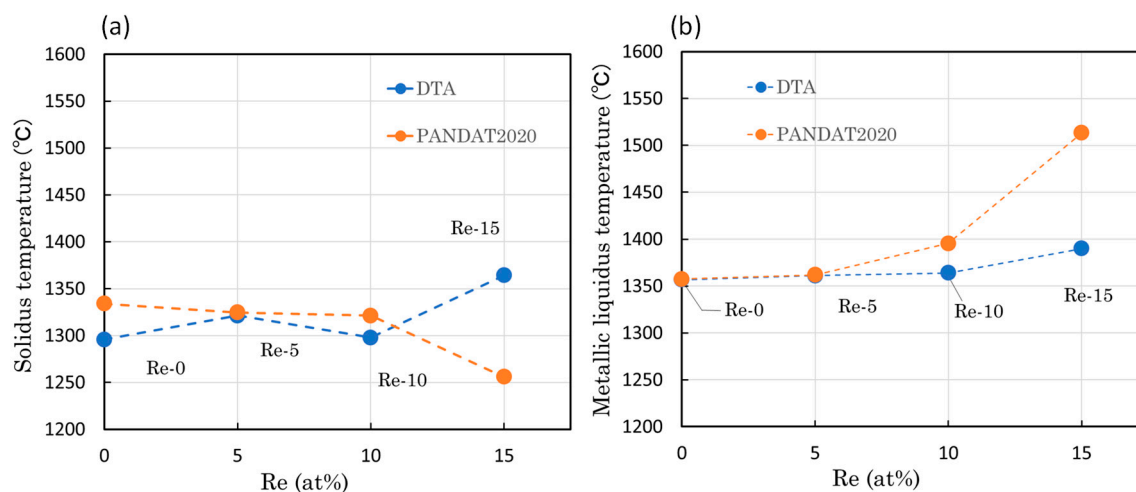 (a)
1600
1550
1500
1450
1400
1350
1300
1250
1200
Solidus temperature (℃)
DTA
PANDAT2020
Re-15
Re-0
Re-5
Re-10
0 5 10 15
Re (at%)
(b)
1600
1550
1500
1450
1400
1350
1300
1250
1200
Metallic liquidus temperature (℃)
DTA
PANDAT2020
Re-0
Re-5
Re-10
Re-15
0 5 10 15
Re (at%)